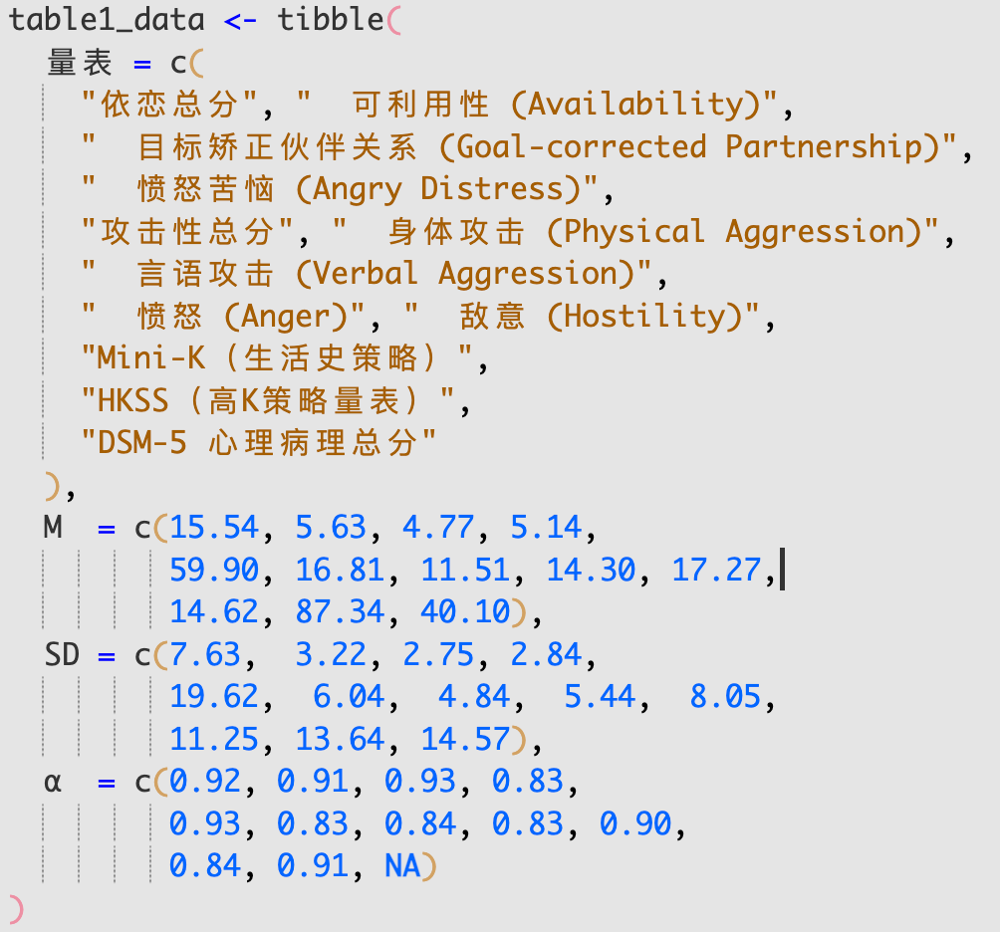 table1_data <- tibble(
  量表 = c(
    "依恋总分", "  可利用性 (Availability)",
    "  目标矫正伙伴关系 (Goal-corrected Partnership)",
    "  愤怒苦恼 (Angry Distress)",
    "攻击性总分", "  身体攻击 (Physical Aggression)",
    "  言语攻击 (Verbal Aggression)",
    "  愤怒 (Anger)", "  敌意 (Hostility)",
    "Mini-K（生活史策略）",
    "HKSS（高K策略量表）",
    "DSM-5 心理病理总分"
  ),
  M  = c(15.54, 5.63, 4.77, 5.14,
         59.90, 16.81, 11.51, 14.30, 17.27,
         14.62, 87.34, 40.10),
  SD = c(7.63,  3.22, 2.75, 2.84,
         19.62,  6.04,  4.84,  5.44,  8.05,
         11.25, 13.64, 14.57),
  α  = c(0.92, 0.91, 0.93, 0.83,
         0.93, 0.83, 0.84, 0.83, 0.90,
         0.84, 0.91, NA)
)